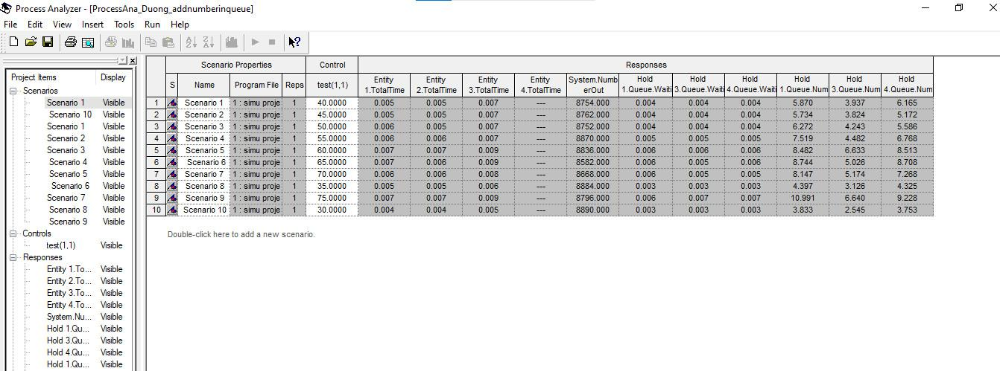 Process Analyzer - [ProcessAna_Duong_addnumberinqueue]
File Edit View Insert Tools Run Help
Project Items Display
Scenarios
Scenario 1 Visible
Scenario 10 Visible
Scenario 1 Visible
Scenario 2 Visible
Scenario 3 Visible
Scenario 4 Visible
Scenario 5 Visible
Scenario 6 Visible
Scenario 7 Visible
Scenario 8 Visible
Scenario 9 Visible
Controls
test(1,1) Visible
Responses
Entity 1.To... Visible
Entity 2.To... Visible
Entity 3.To... Visible
Entity 4.To... Visible
System.Nu... Visible
Hold 1.Qu... Visible
Hold 3.Qu... Visible
Hold 4.Qu... Visible
Hold 1.Qu... Visible
Scenario Properties Control Responses
S Name Program File Reps test(1,1) Entity 1.TotalTime Entity 2.TotalTime Entity 3.TotalTime Entity 4.TotalTime System.Numb erOut Hold 1.Queue.Waiti Hold 3.Queue.Waiti Hold 4.Queue.Waiti Hold 1.Queue.Num Hold 3.Queue.Num Hold 4.Queue.Num
1 Scenario 1 1 : simu proje 1 40.0000 0.005 0.005 0.007 --- 8754.000 0.004 0.004 0.004 5.870 3.937 6.165
2 Scenario 2 1 : simu proje 1 45.0000 0.005 0.005 0.007 --- 8762.000 0.004 0.004 0.004 5.734 3.824 5.172
3 Scenario 3 1 : simu proje 1 50.0000 0.006 0.005 0.007 --- 8752.000 0.004 0.004 0.004 6.272 4.243 5.586
4 Scenario 4 1 : simu proje 1 55.0000 0.006 0.006 0.007 --- 8870.000 0.005 0.005 0.005 7.519 4.482 6.768
5 Scenario 5 1 : simu proje 1 60.0000 0.007 0.007 0.009 --- 8836.000 0.006 0.006 0.006 8.482 6.633 8.513
6 Scenario 6 1 : simu proje 1 65.0000 0.007 0.006 0.009 --- 8582.000 0.006 0.005 0.006 8.744 5.026 8.708
7 Scenario 7 1 : simu proje 1 70.0000 0.006 0.006 0.008 --- 8668.000 0.006 0.005 0.005 8.147 5.174 7.268
8 Scenario 8 1 : simu proje 1 35.0000 0.005 0.005 0.006 --- 8884.000 0.003 0.003 0.003 4.397 3.126 4.325
9 Scenario 9 1 : simu proje 1 75.0000 0.007 0.007 0.009 --- 8796.000 0.006 0.007 0.007 10.991 6.640 9.228
10 Scenario 10 1 : simu proje 1 30.0000 0.004 0.004 0.005 --- 8890.000 0.003 0.003 0.003 3.833 2.545 3.753
Double-click here to add a new scenario.